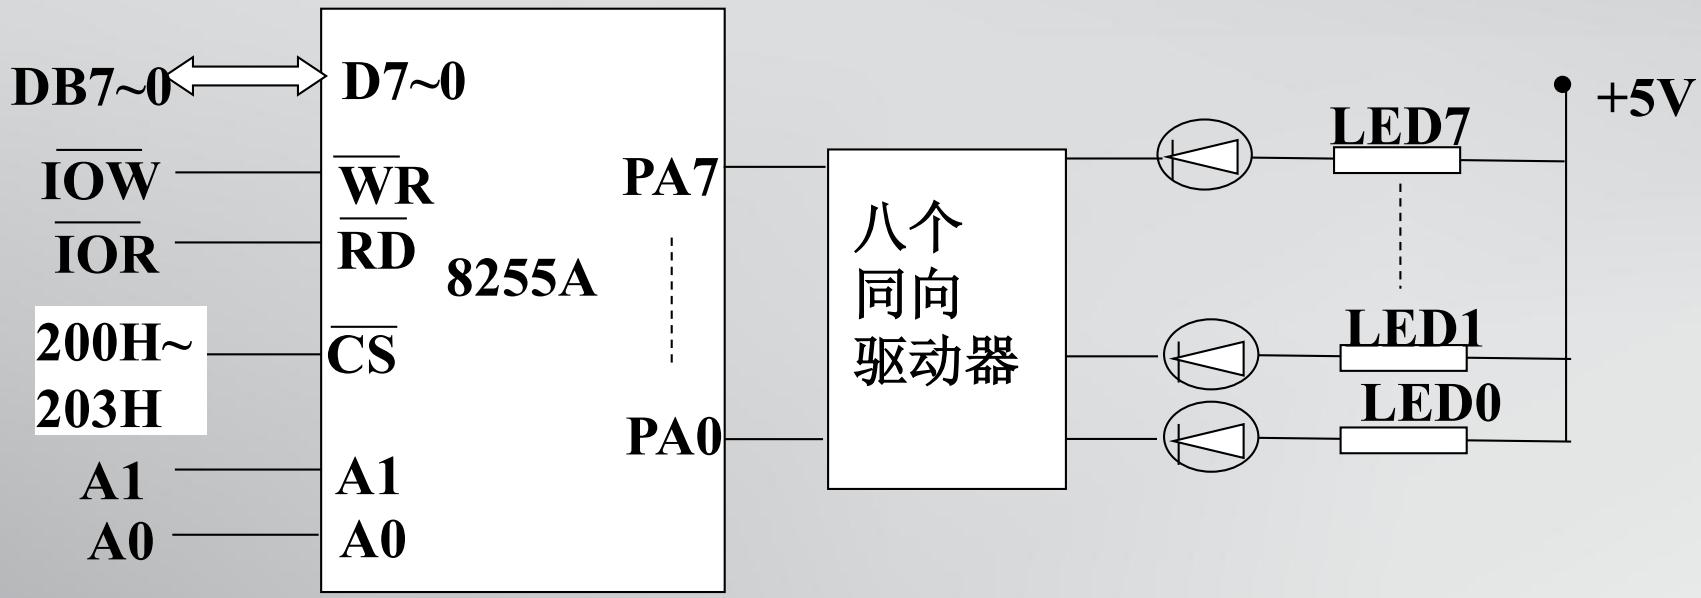 DB7~0
D7~0
IOW
WR
IOR
RD
8255A
200H~
203H
CS
A1
A1
A0
A0
PA7
PA0
八个
同向
驱动器
LED7
LED1
LED0
+5V